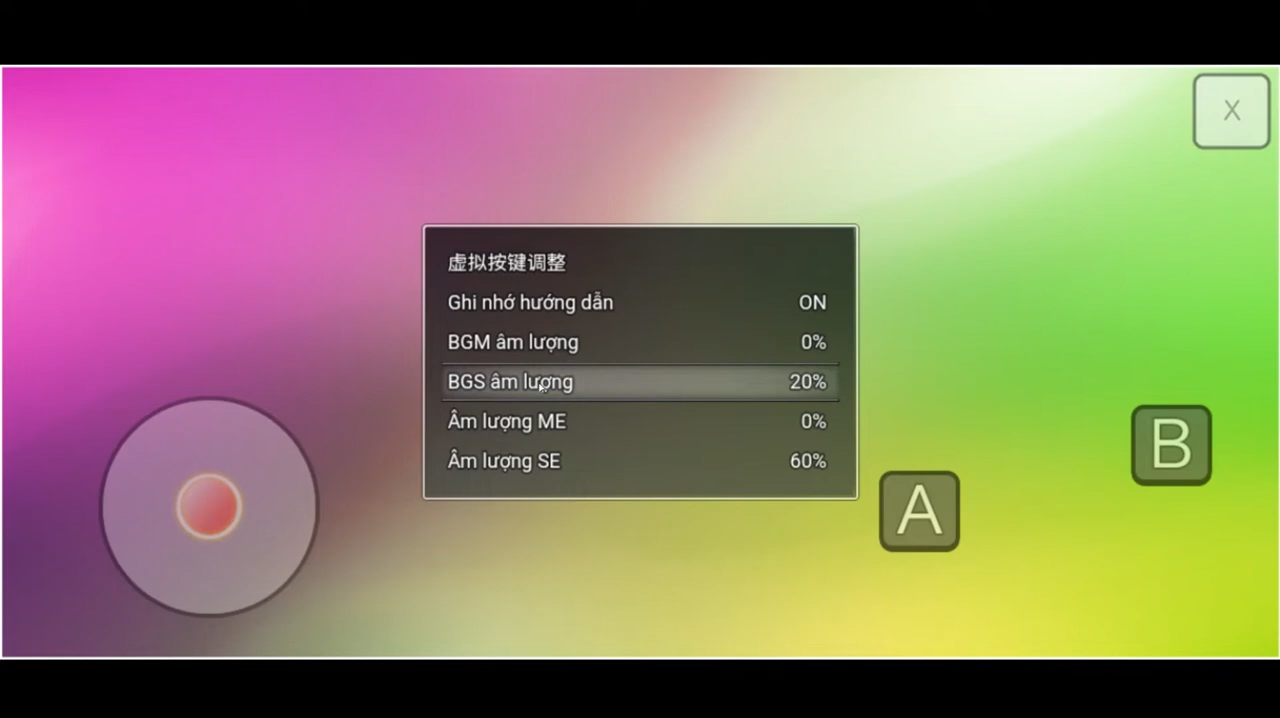 X
虚拟按键调整
Ghi nhớ hướng dẫn ON
BGM âm lượng 0%
BGS âm lượng 20%
Âm lượng ME 0%
Âm lượng SE 60%
B
A